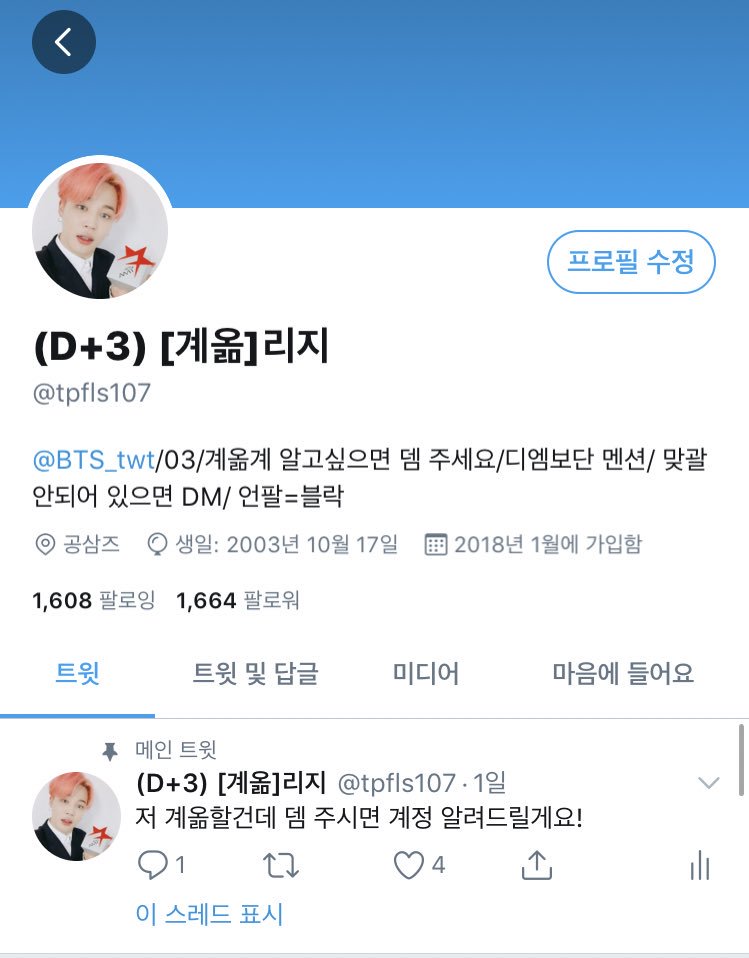 프로필 수정
(D+3) [계옮]리지
@tpfls107
@BTS_twt/03/계옮계 알고싶으면 뎀 주세요/디엠보단 멘션/ 맞괄
안되어 있으면 DM/ 언팔=블락
공삼즈 생일: 2003년 10월 17일 2018년 1월에 가입함
1,608 팔로잉 1,664 팔로워
트윗 트윗 및 답글 미디어 마음에 들어요
메인 트윗
(D+3) [계옮]리지 @tpfls107 · 1일
저 계옮할건데 뎀 주시면 계정 알려드릴게요!
1 4
이 스레드 표시